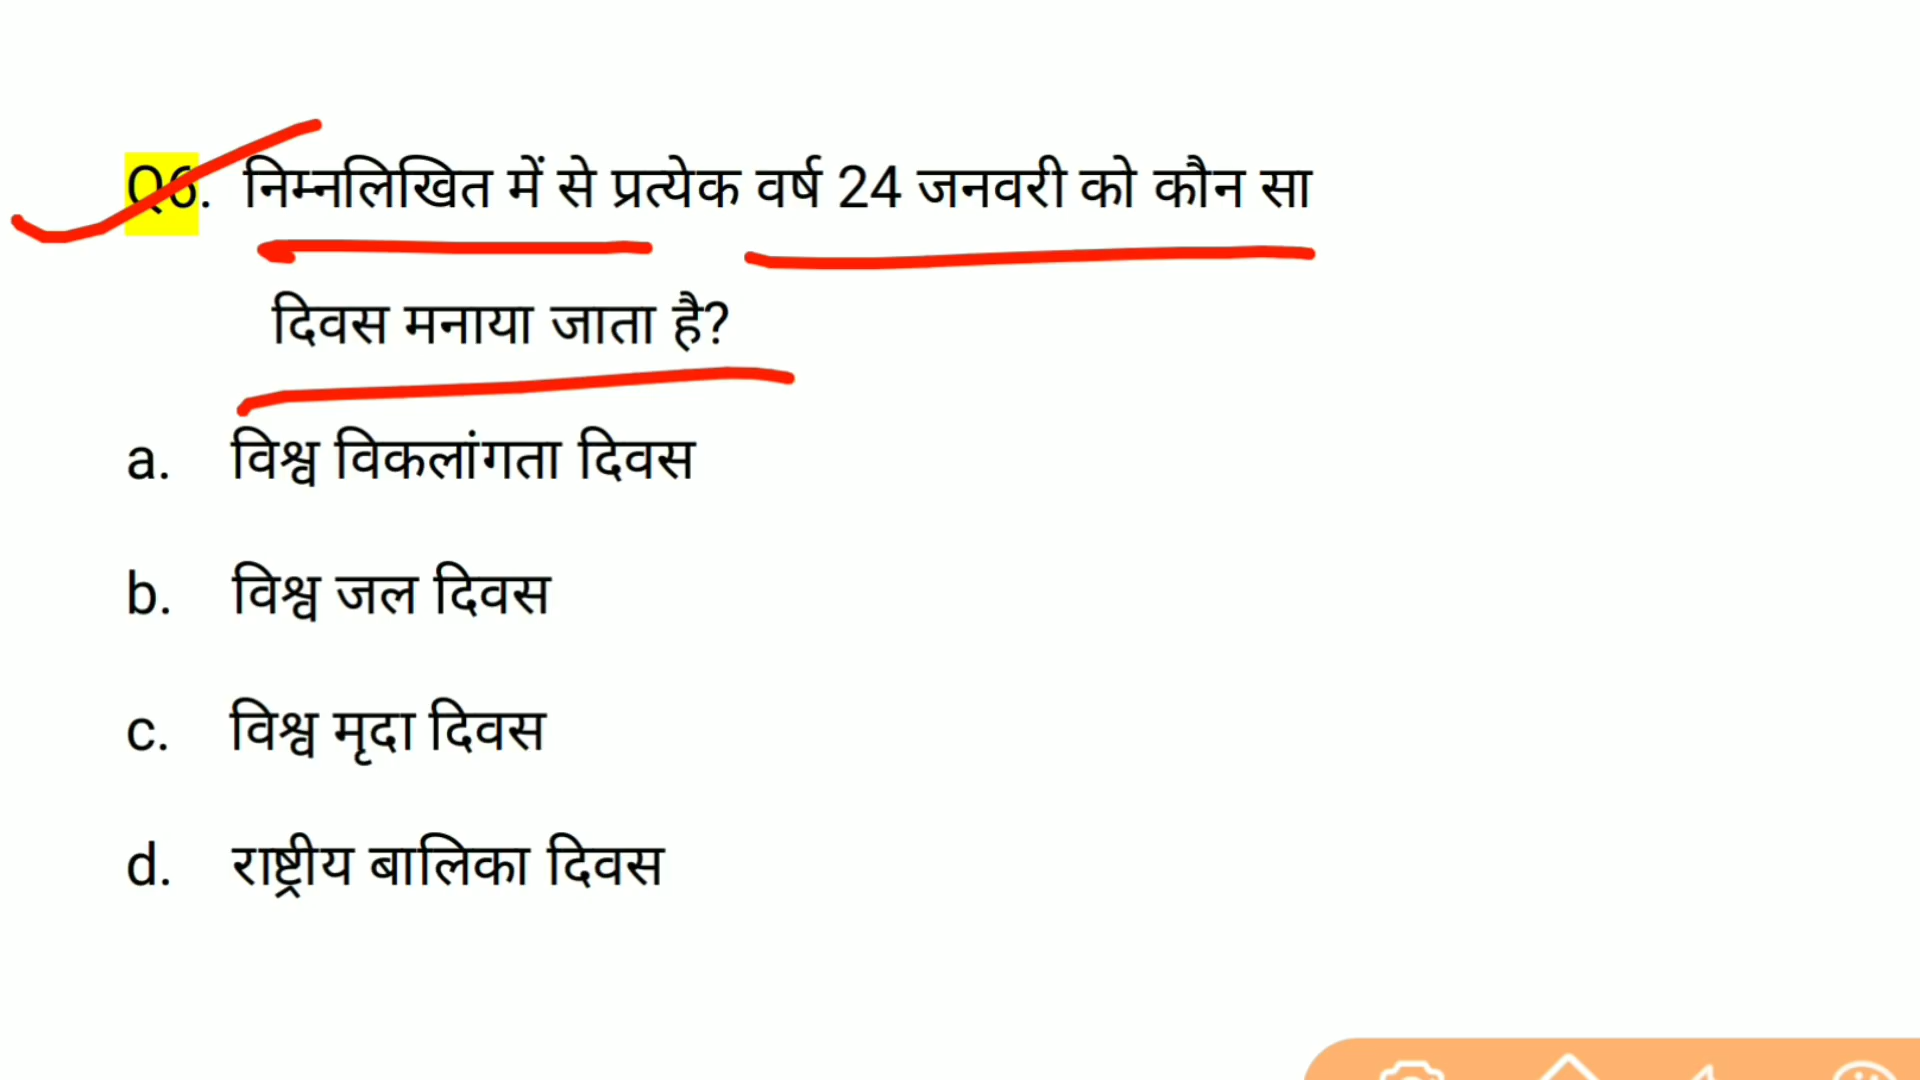 Q6. निम्नलिखित में से प्रत्येक वर्ष 24 जनवरी को कौन सा
दिवस मनाया जाता है?
a. विश्व विकलांगता दिवस
b. विश्व जल दिवस
c. विश्व मृदा दिवस
d. राष्ट्रीय बालिका दिवस